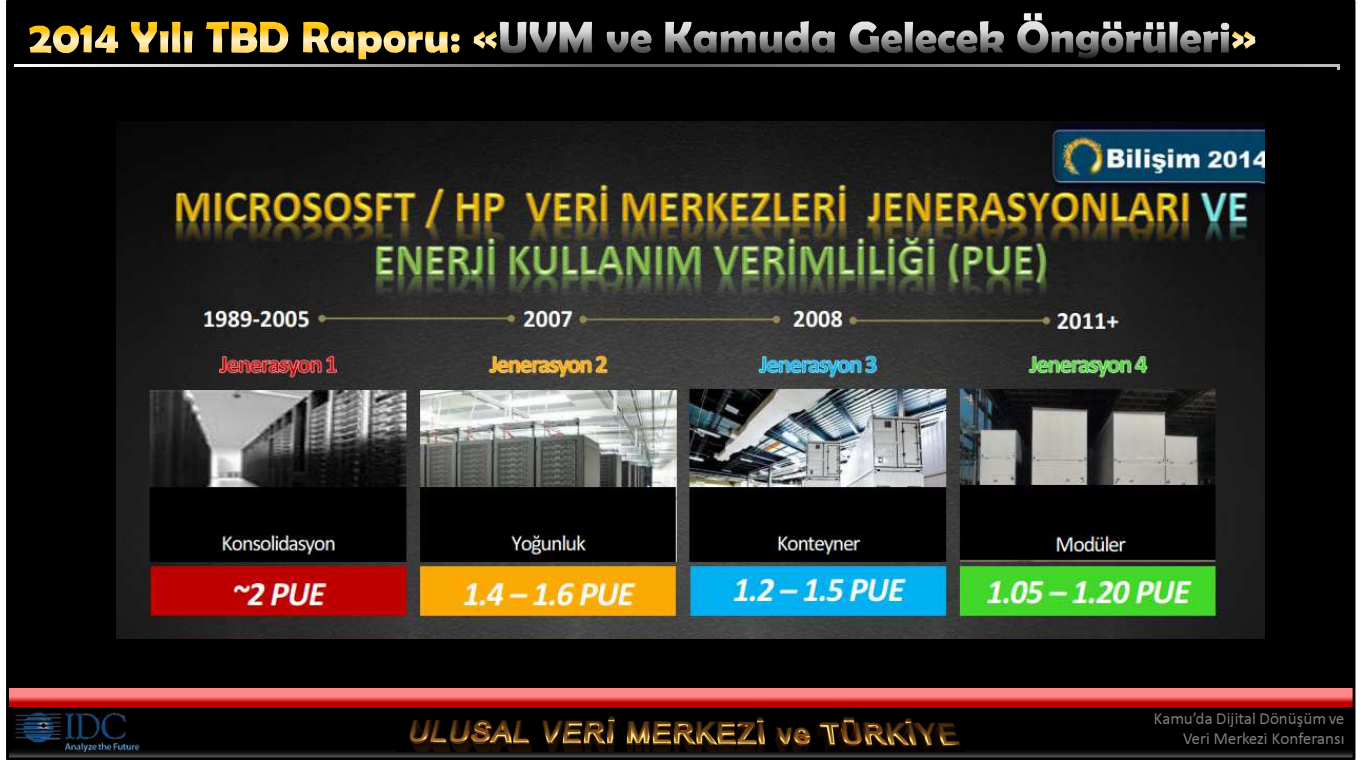 2014 Yılı TBD Raporu: «UVM ve Kamuda Gelecek Öngörüleri»
Bilişim 2014
MICROSOSFT / HP VERİ MERKEZLERİ JENERASYONLARI VE
ENERJİ KULLANIM VERİMLİLİĞİ (PUE)
1989-2005 2007 2008 2011+
Jenerasyon 1 Jenerasyon 2 Jenerasyon 3 Jenerasyon 4
Konsolidasyon Yoğunluk Konteyner Modüler
~2 PUE 1.4 – 1.6 PUE 1.2 – 1.5 PUE 1.05 – 1.20 PUE
IDC
Analyze the Future
ULUSAL VERİ MERKEZİ ve TÜRKİYE
Kamu’da Dijital Dönüşüm ve
Veri Merkezi Konferansı